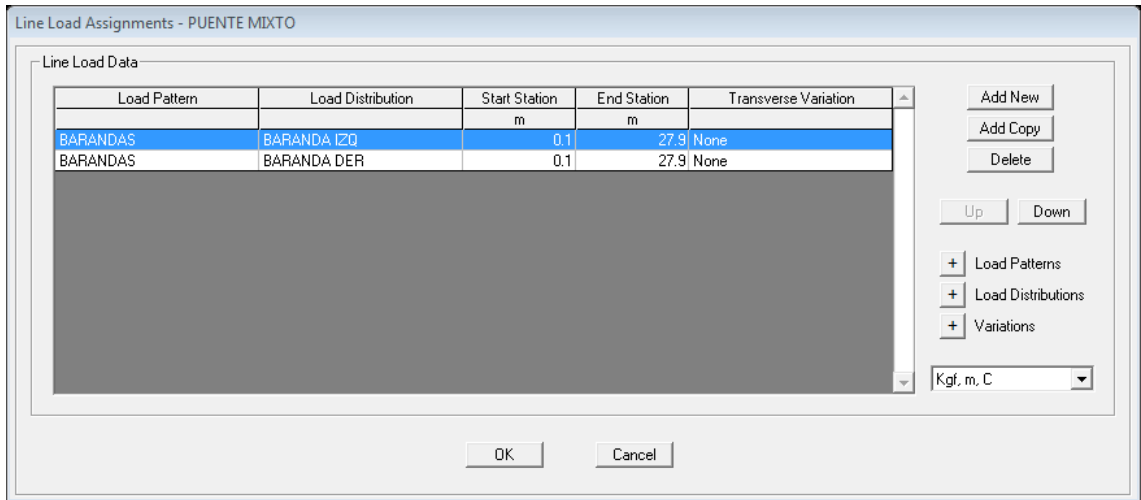 Line Load Assignments - PUENTE MIXTO
Line Load Data
Load Pattern Load Distribution Start Station End Station Transverse Variation
m m
BARANDAS BARANDA IZQ 0.1 27.9 None
BARANDAS BARANDA DER 0.1 27.9 None
Add New
Add Copy
Delete
Up Down
+ Load Patterns
+ Load Distributions
+ Variations
Kgf, m, C
OK Cancel